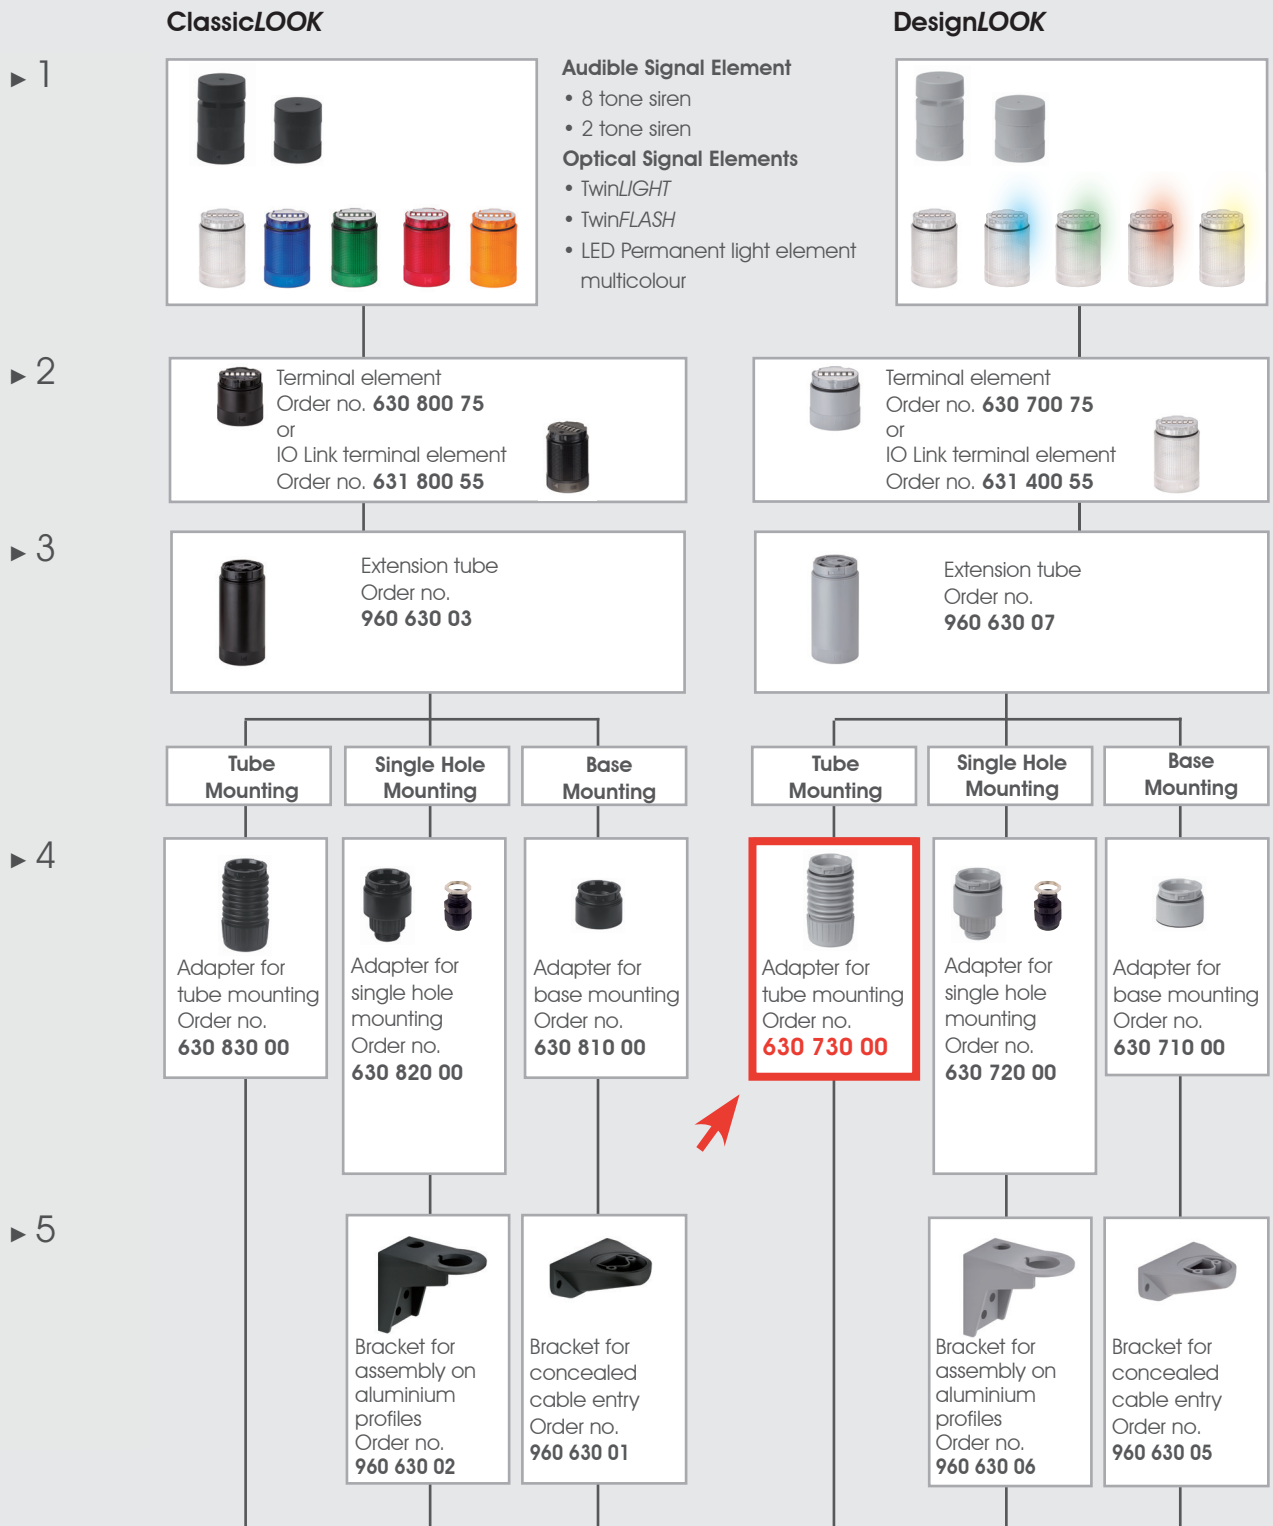 ClassicLOOK
DesignLOOK
► 1
Audible Signal Element
• 8 tone siren
• 2 tone siren
Optical Signal Elements
• TwinLIGHT
• TwinFLASH
• LED Permanent light element
multicolour
► 2
Terminal element
Order no. 630 800 75
or
IO Link terminal element
Order no. 631 800 55
Terminal element
Order no. 630 700 75
or
IO Link terminal element
Order no. 631 400 55
► 3
Extension tube
Order no.
960 630 03
Extension tube
Order no.
960 630 07
Tube
Mounting
Single Hole
Mounting
Base
Mounting
Tube
Mounting
Single Hole
Mounting
Base
Mounting
► 4
Adapter for
tube mounting
Order no.
630 830 00
Adapter for
single hole
mounting
Order no.
630 820 00
Adapter for
base mounting
Order no.
630 810 00
Adapter for
tube mounting
Order no.
630 730 00
Adapter for
single hole
mounting
Order no.
630 720 00
Adapter for
base mounting
Order no.
630 710 00
► 5
Bracket for
assembly on
aluminium
profiles
Order no.
960 630 02
Bracket for
concealed
cable entry
Order no.
960 630 01
Bracket for
assembly on
aluminium
profiles
Order no.
960 630 06
Bracket for
concealed
cable entry
Order no.
960 630 05